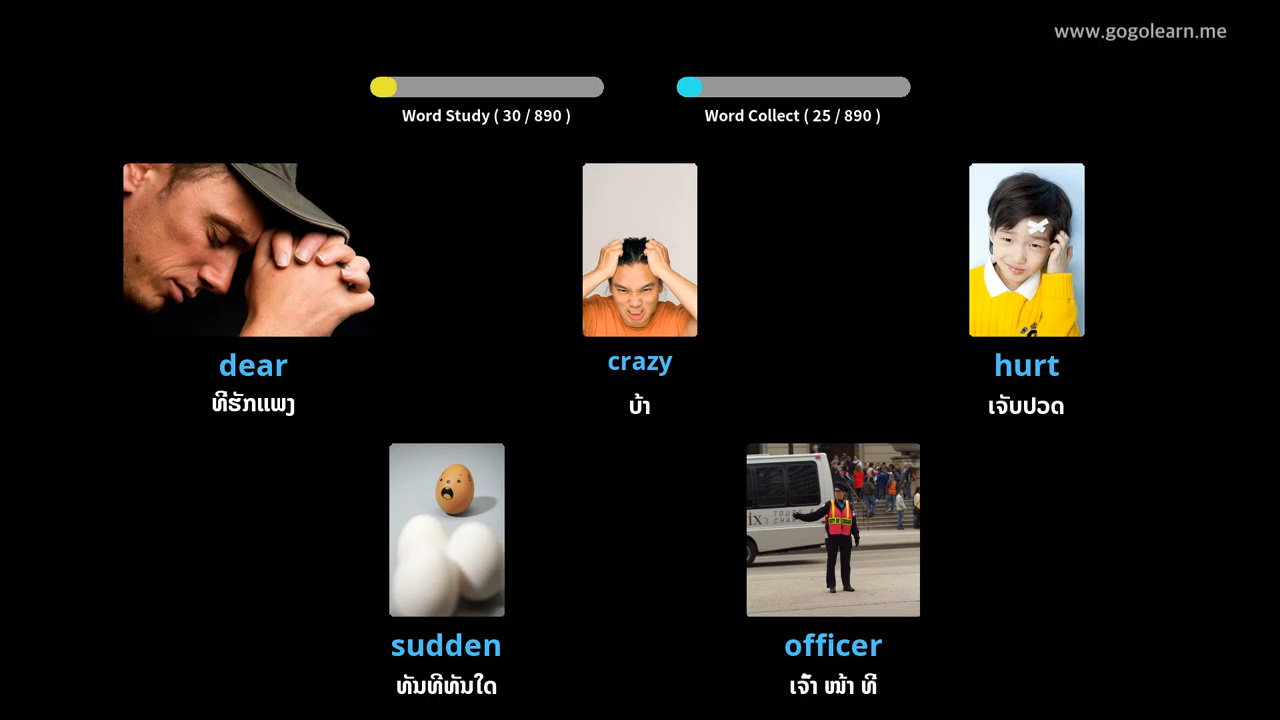 www.gogolearn.me
Word Study ( 30 / 890 )
Word Collect ( 25 / 890 )
dear
ທີຮັກແພງ
crazy
ບ້າ
hurt
ເຈັບປວດ
sudden
ທັນທີທັນໃດ
officer
ເຈົ້າ ໜ້າ ທີ